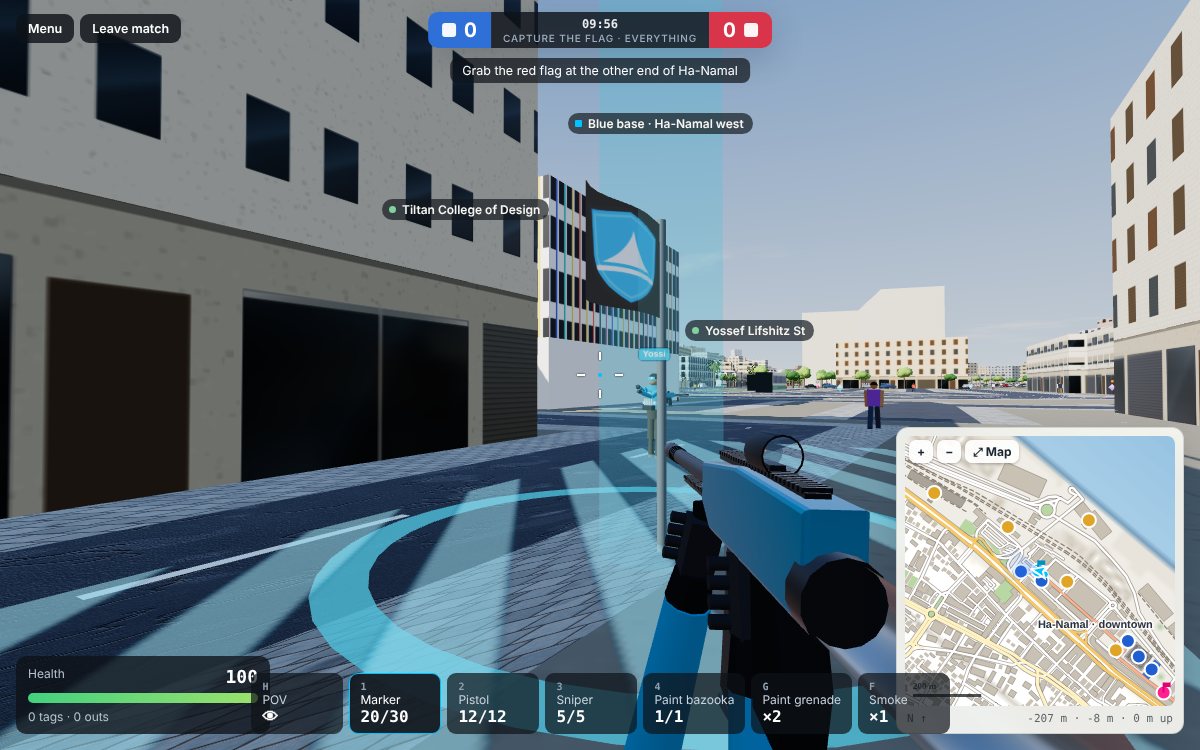 Menu
Leave match
0
09:56
CAPTURE THE FLAG · EVERYTHING
0
Grab the red flag at the other end of Ha-Namal
Blue base · Ha-Namal west
Tiltan College of Design
Yossef Lifshitz St
Yossi
+
−
Map
Ha-Namal · downtown
200 m
N ↑
-207 m · -8 m · 0 m up
Health
100
0 tags · 0 outs
H
POV
1
Marker
20/30
2
Pistol
12/12
3
Sniper
5/5
4
Paint bazooka
1/1
G
Paint grenade
×2
F
Smoke
×1